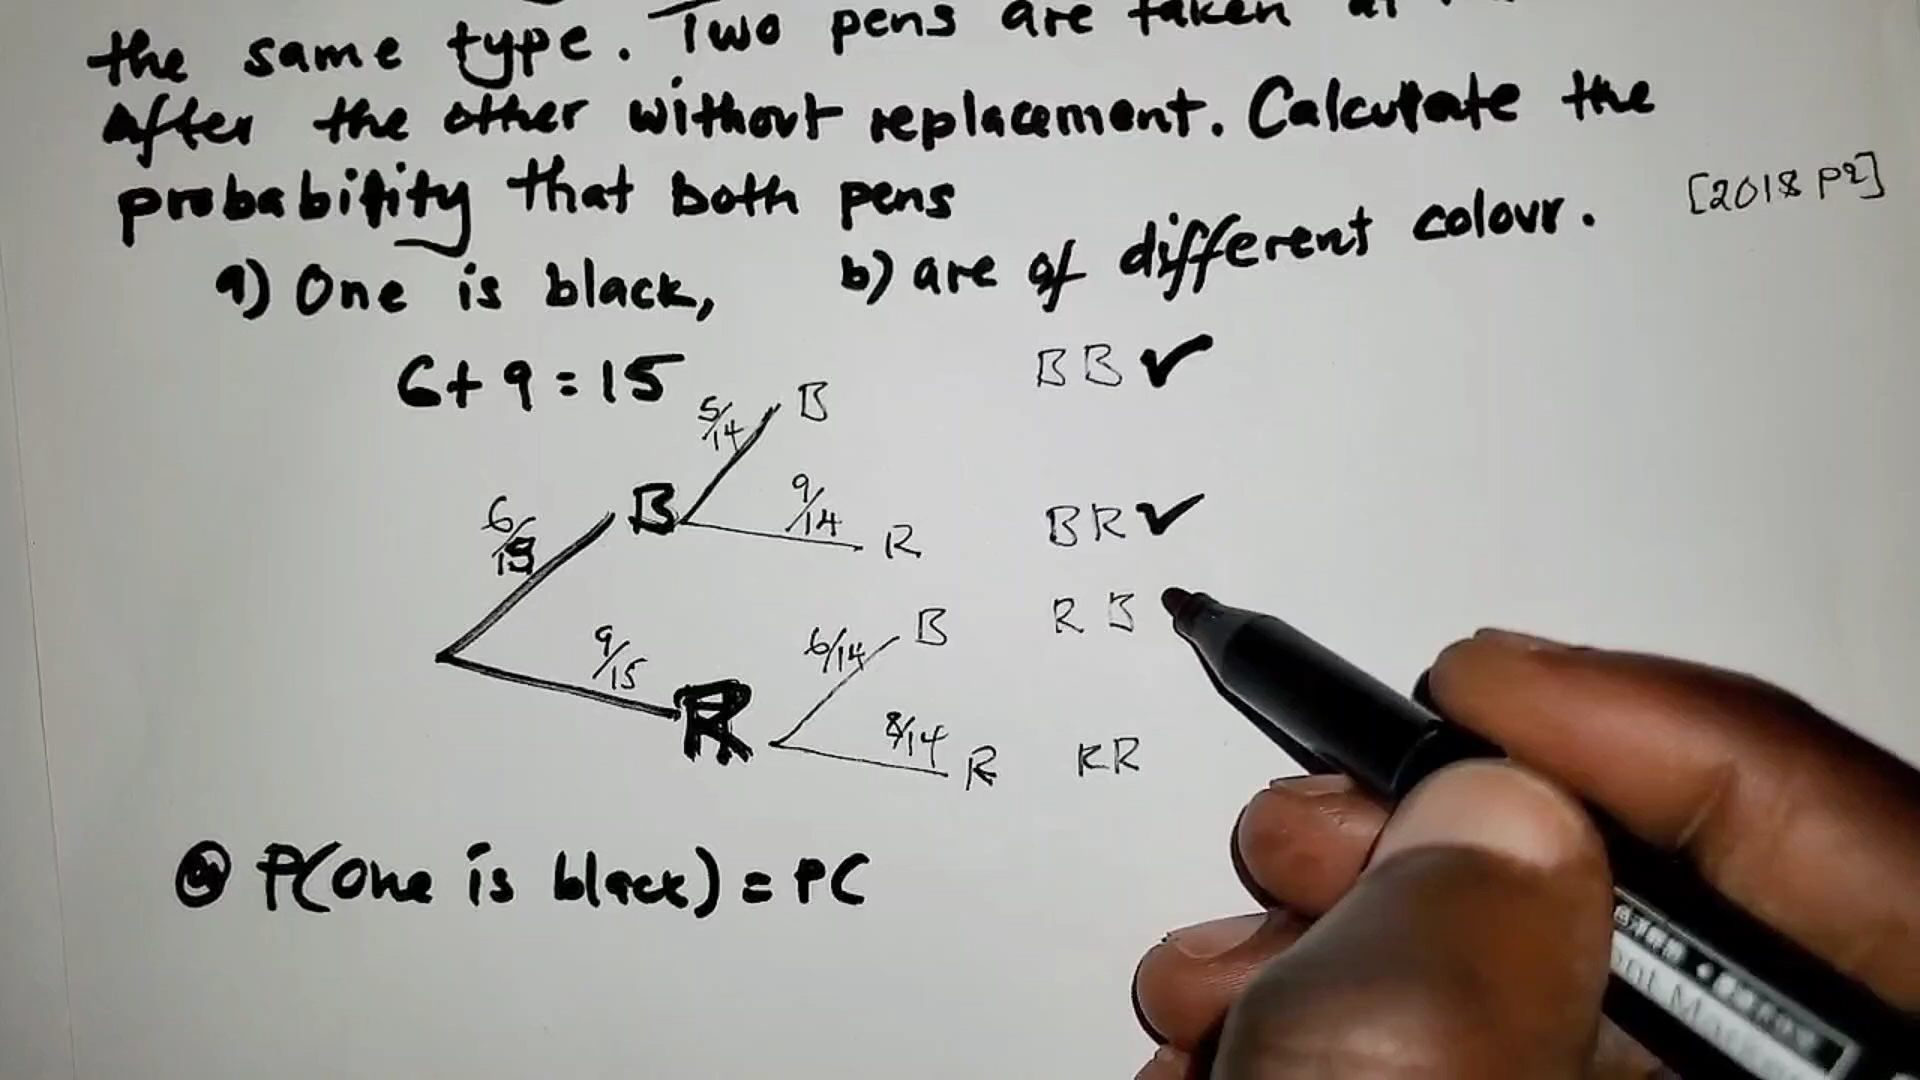 the same type. Two pens are taken at
After the other without replacement. Calculate the
probability that both pens
[2018 P2]
a) One is black,
b) are of different colour.
6+9=15
BB✓
5/14
B
6/15
B
9/14
R
BR✓
9/15
R
6/14
B
RB
8/14
R
RR
a P(One is black) = P(